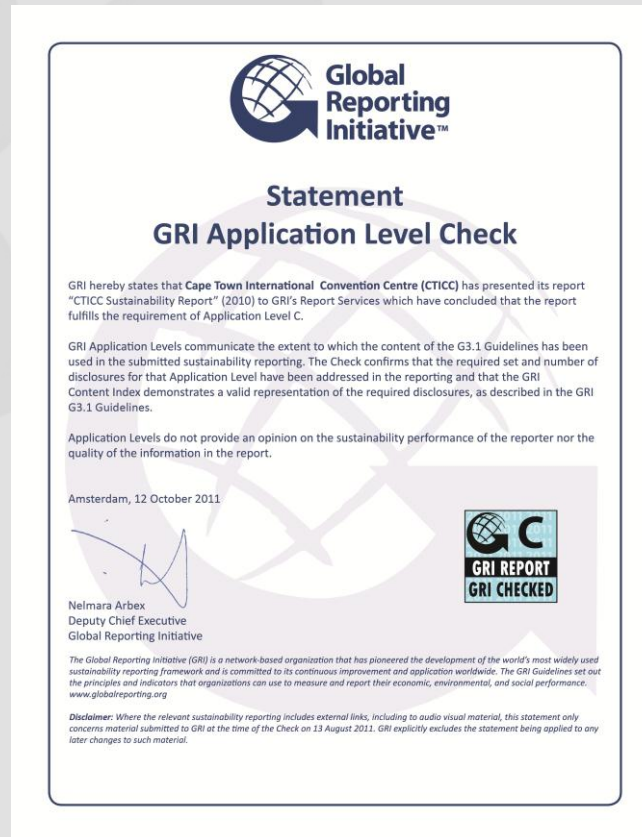 Global
Reporting
Initiative™
Statement
GRI Application Level Check
GRI hereby states that Cape Town International Convention Centre (CTICC) has presented its report
“CTICC Sustainability Report” (2010) to GRI’s Report Services which have concluded that the report
fulfills the requirement of Application Level C.
GRI Application Levels communicate the extent to which the content of the G3.1 Guidelines has been
used in the submitted sustainability reporting. The Check confirms that the required set and number of
disclosures for that Application Level have been addressed in the reporting and that the GRI
Content Index demonstrates a valid representation of the required disclosures, as described in the GRI
G3.1 Guidelines.
Application Levels do not provide an opinion on the sustainability performance of the reporter nor the
quality of the information in the report.
Amsterdam, 12 October 2011
C
GRI REPORT
GRI CHECKED
Nelmara Arbex
Deputy Chief Executive
Global Reporting Initiative
The Global Reporting Initiative (GRI) is a network-based organization that has pioneered the development of the world’s most widely used
sustainability reporting framework and is committed to its continuous improvement and application worldwide. The GRI Guidelines set out
the principles and indicators that organizations can use to measure and report their economic, environmental, and social performance.
www.globalreporting.org
Disclaimer: Where the relevant sustainability reporting includes external links, including to audio visual material, this statement only
concerns material submitted to GRI at the time of the Check on 13 August 2011. GRI explicitly excludes the statement being applied to any
later changes to such material.